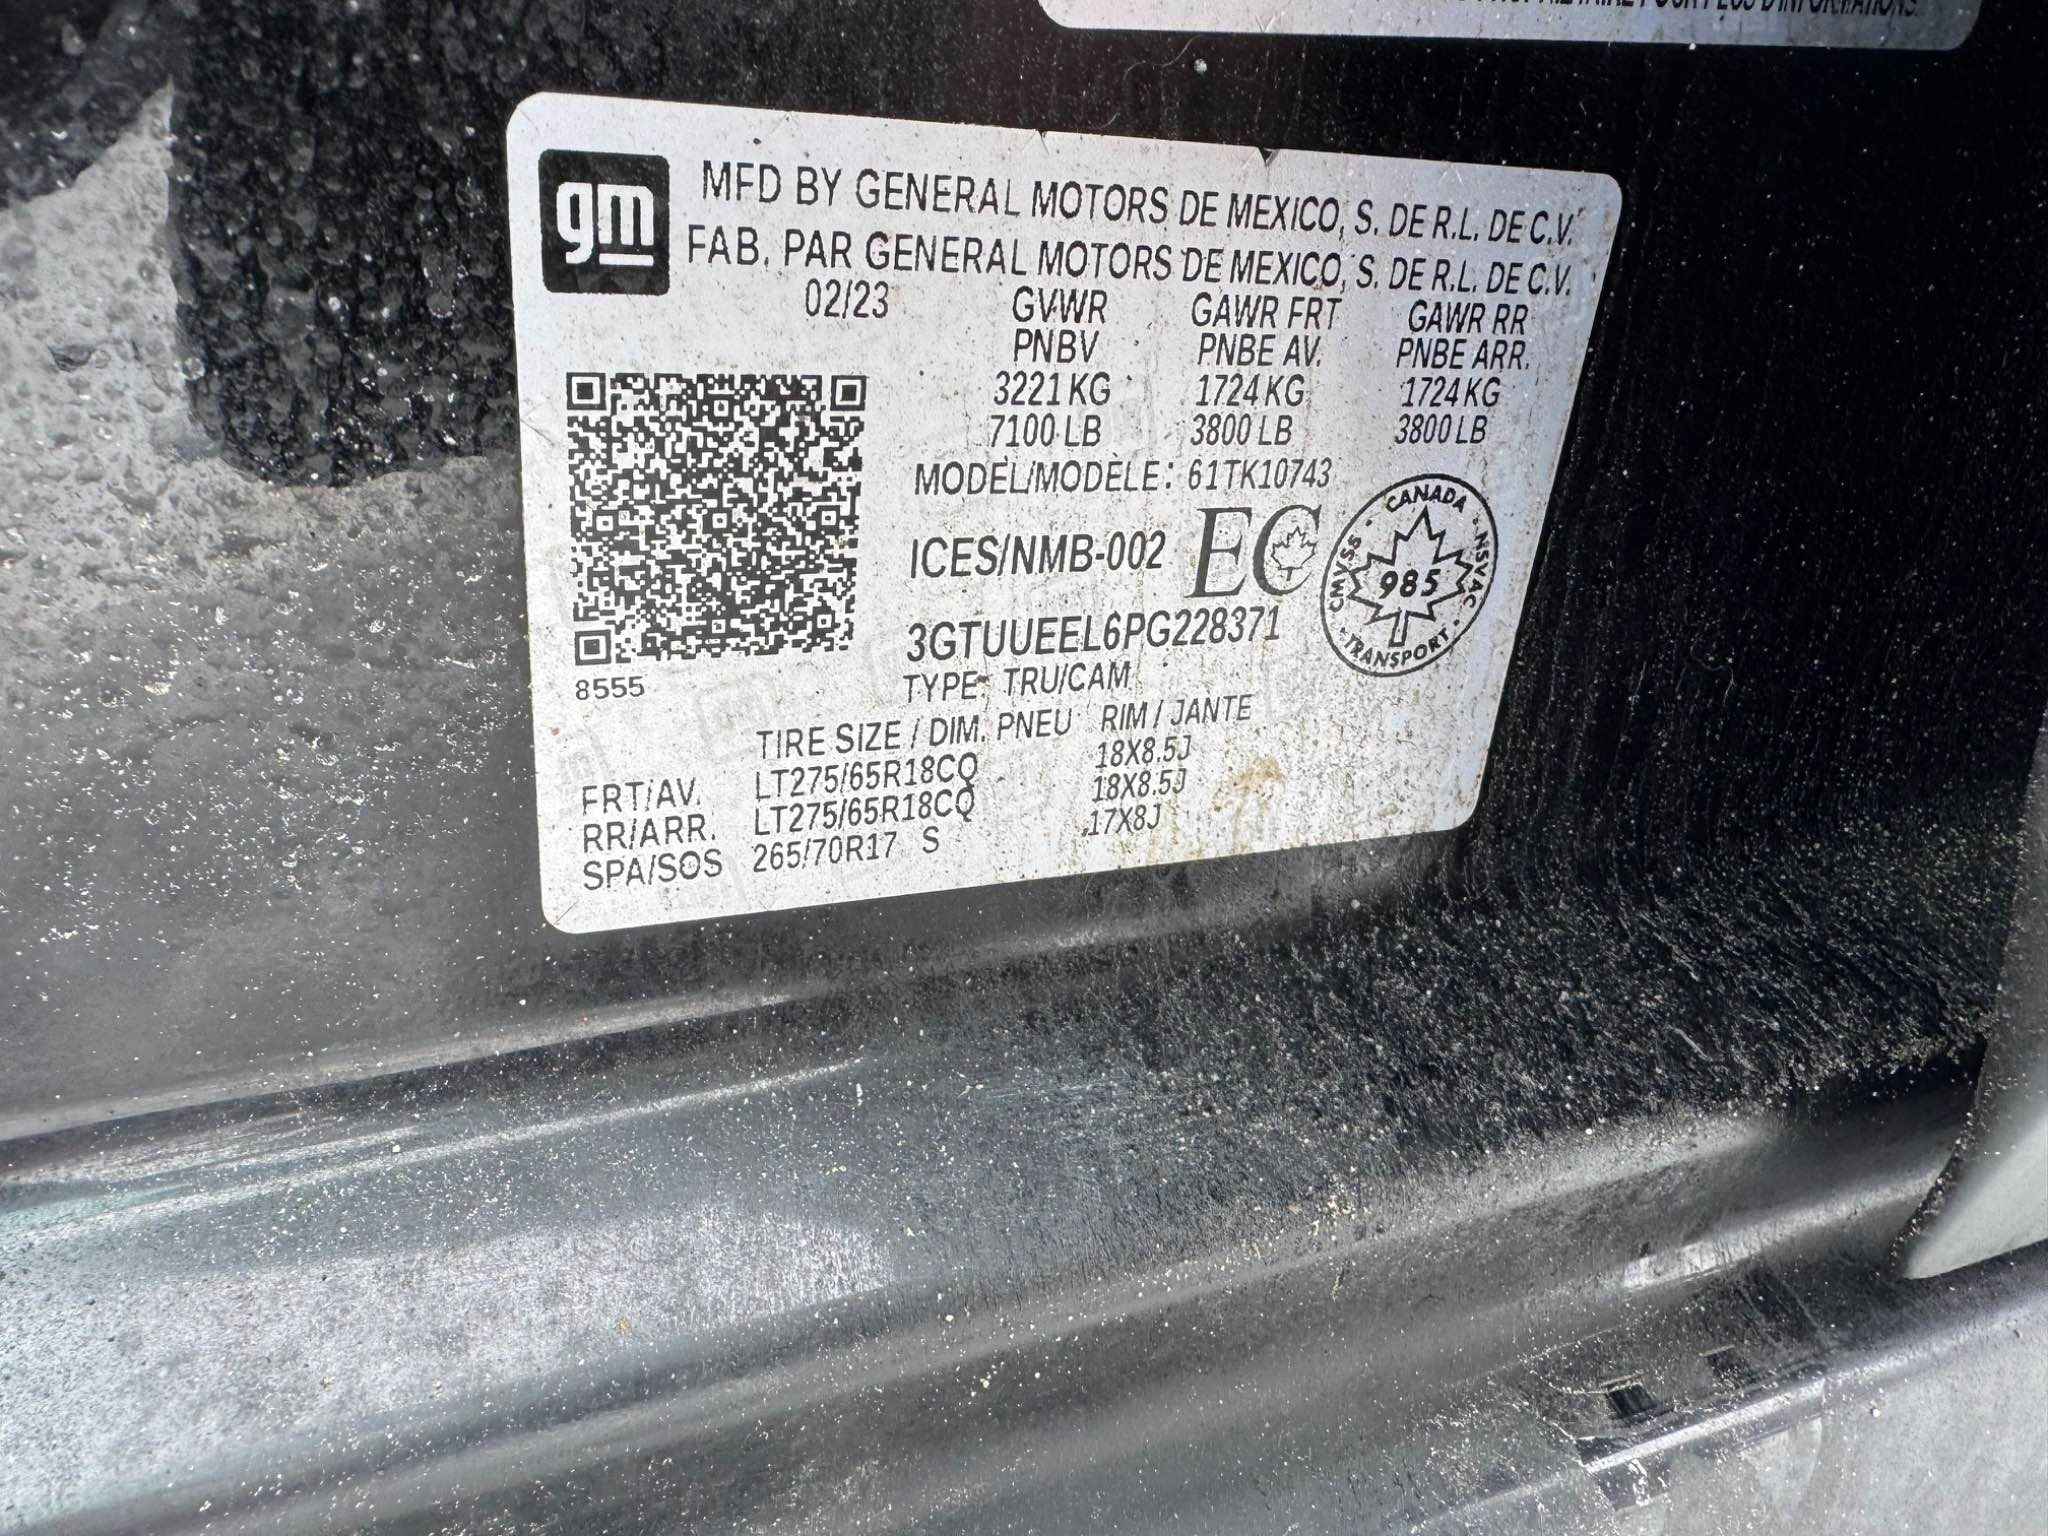 gm
MFD BY GENERAL MOTORS DE MEXICO, S. DE R.L. DE C.V.
FAB. PAR GENERAL MOTORS DE MEXICO, S. DE R.L. DE C.V.
02/23 GVWR GAWR FRT GAWR RR
PNBV PNBE AV. PNBE ARR.
3221 KG 1724 KG 1724 KG
7100 LB 3800 LB 3800 LB
MODEL/MODÈLE: 61TK10743
ICES/NMB-002 EC
CANADA · NSVAC · TRANSPORT · CMVSS ·
985
3GTUUEEL6PG228371
8555
TYPE: TRU/CAM
TIRE SIZE / DIM. PNEU RIM / JANTE
FRT/AV. LT275/65R18CQ 18X8.5J
RR/ARR. LT275/65R18CQ 18X8.5J
SPA/SOS 265/70R17 S 17X8J